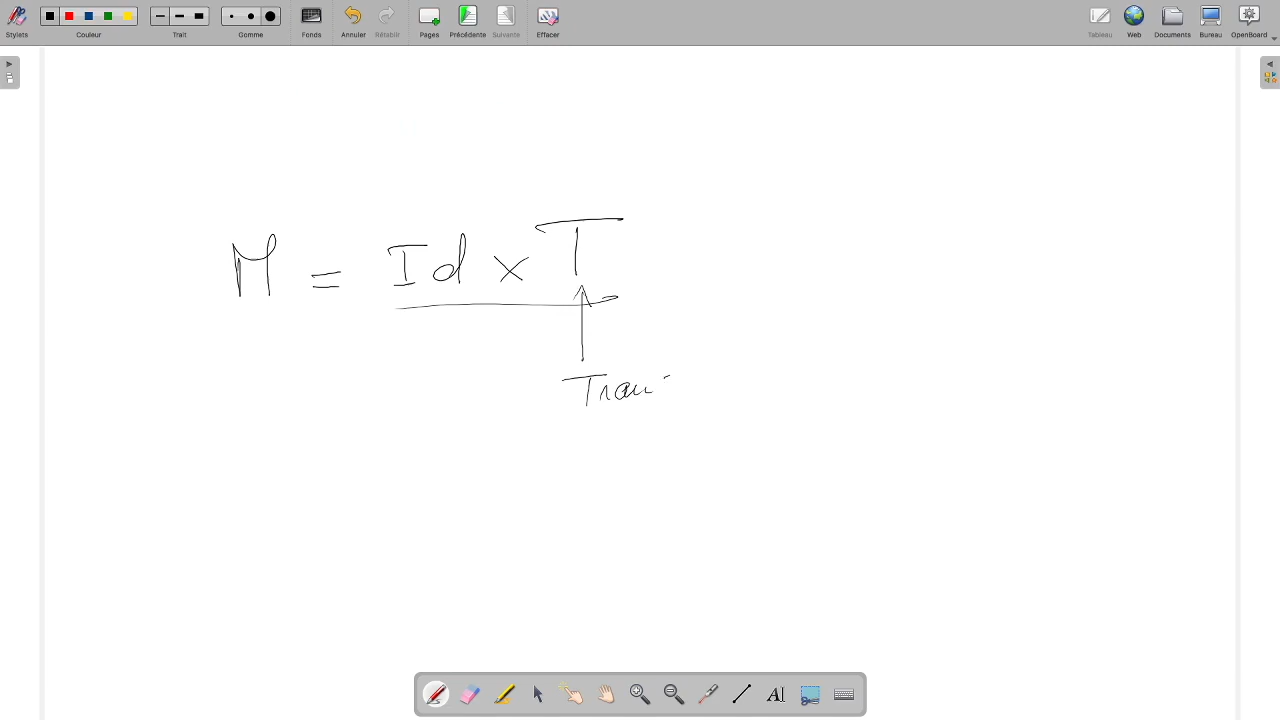 Stylets Couleur Trait Gomme Fonds Annuler Rétablir Pages Précédente Suivante Effacer Tableau Web Documents Bureau OpenBoard
M = Id x T